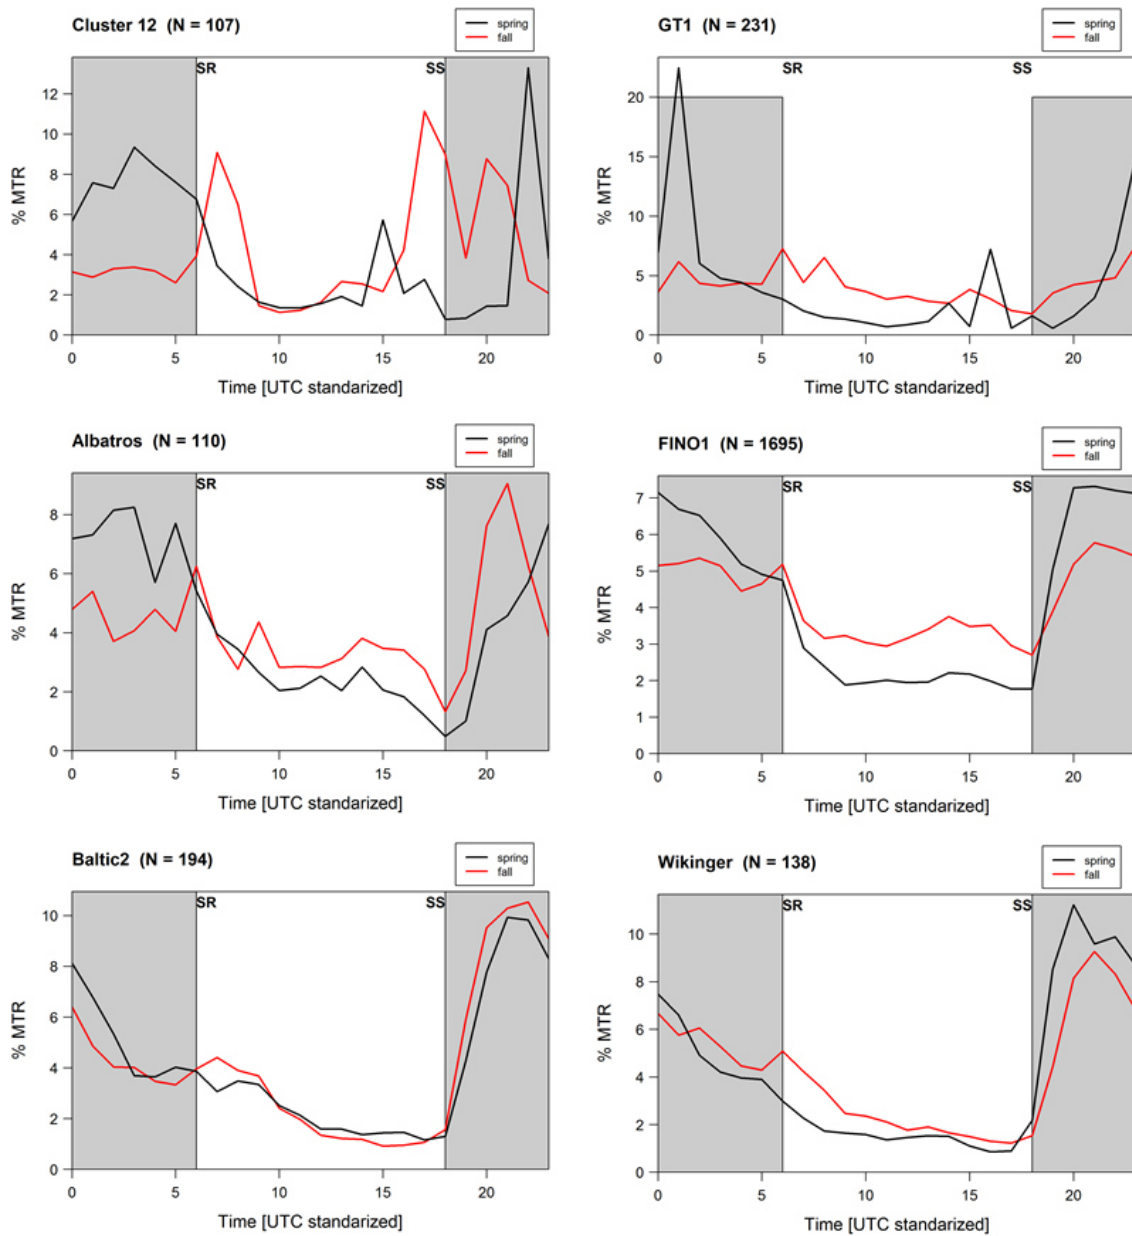 Cluster 12 (N = 107)
spring
fall
SR
SS
12
10
8
6
4
2
0
% MTR
0 5 10 15 20
Time [UTC standarized]
GT1 (N = 231)
spring
fall
SR
SS
20
15
10
5
0
% MTR
0 5 10 15 20
Time [UTC standarized]
Albatros (N = 110)
spring
fall
SR
SS
8
6
4
2
0
% MTR
0 5 10 15 20
Time [UTC standarized]
FINO1 (N = 1695)
spring
fall
SR
SS
7
6
5
4
3
2
1
0
% MTR
0 5 10 15 20
Time [UTC standarized]
Baltic2 (N = 194)
spring
fall
SR
SS
10
8
6
4
2
0
% MTR
0 5 10 15 20
Time [UTC standarized]
Wikinger (N = 138)
spring
fall
SR
SS
10
8
6
4
2
0
% MTR
0 5 10 15 20
Time [UTC standarized]